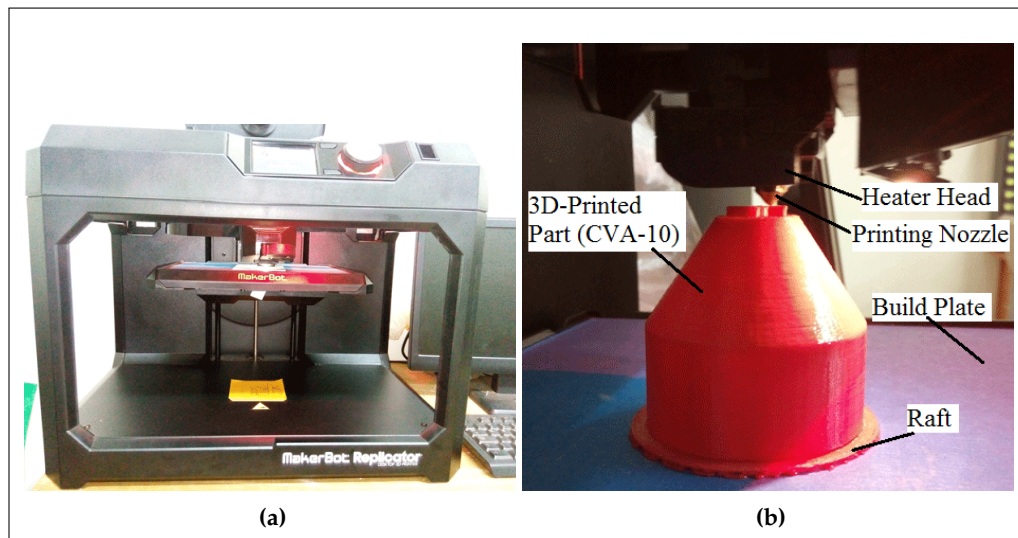 MakerBot
MakerBot Replicator
3D-Printed
Part (CVA-10)
Heater Head
Printing Nozzle
Build Plate
Raft
(a)
(b)